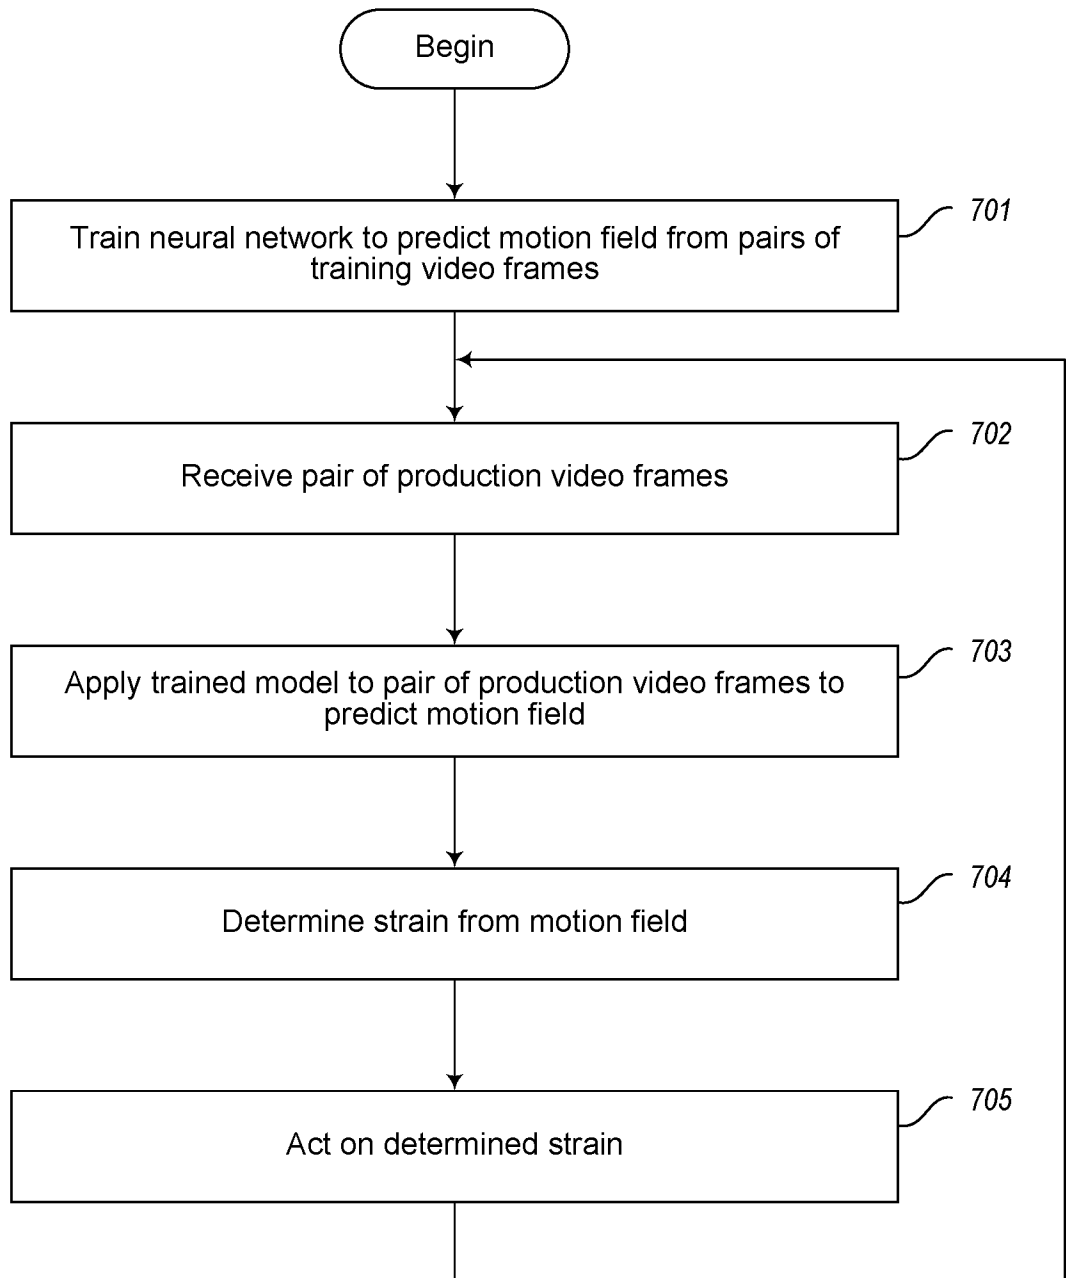 Begin
701
Train neural network to predict motion field from pairs of
training video frames
702
Receive pair of production video frames
703
Apply trained model to pair of production video frames to
predict motion field
704
Determine strain from motion field
705
Act on determined strain